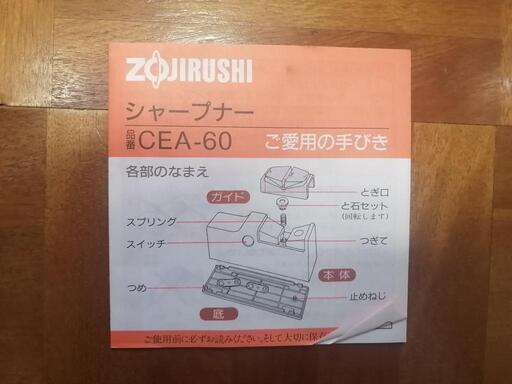 ZOJIRUSHI
シャープナー
品番 CEA-60 ご愛用の手びき
各部のなまえ
ガイド
とぎ口
と石セット
(回転します)
スプリング
スイッチ
つぎて
本体
つめ
底
止めねじ
ご使用前に必ずお読みください。そして大切に保存